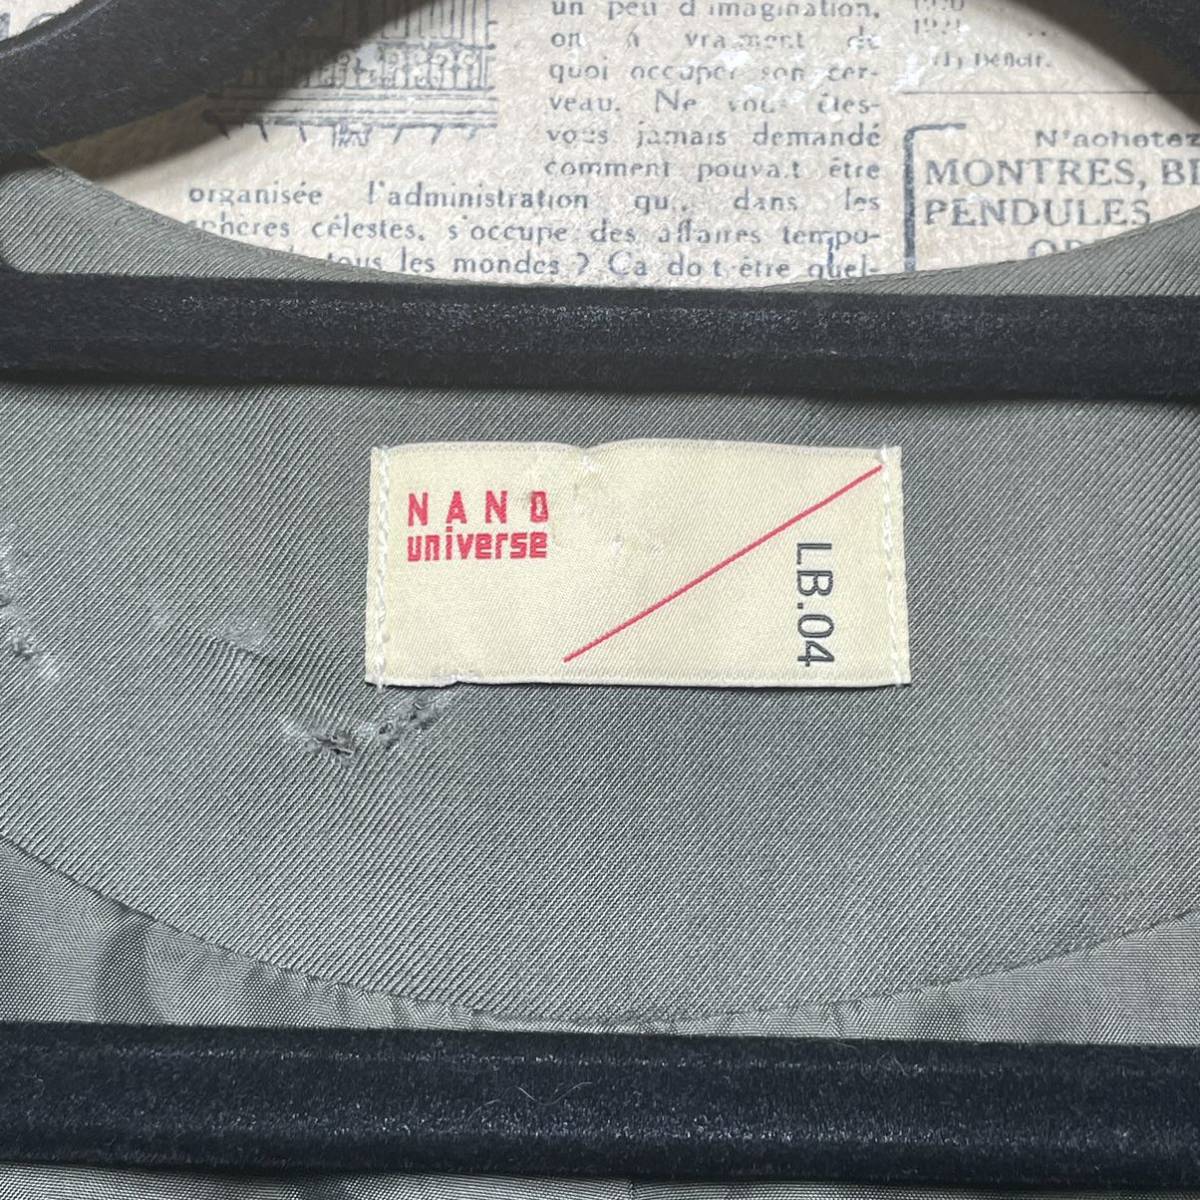 un peu d'imagination,
on a vraiment de
quoi occuper son cer-
veau. Ne vous êtes-
vous jamais demandé
comment pouvait être
organisée l'administration qui, dans les
sphères célestes, s'occupe des affaires tempo-
tous les mondes ? Ça doit être quel-
N'achetez
MONTRES, BI
PENDULES
OR
NANO
universe
LB.04